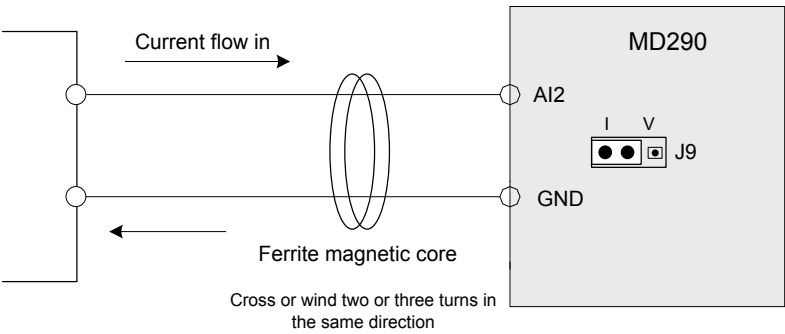 Current flow in
MD290
AI2
I V
J9
GND
Ferrite magnetic core
Cross or wind two or three turns in
the same direction